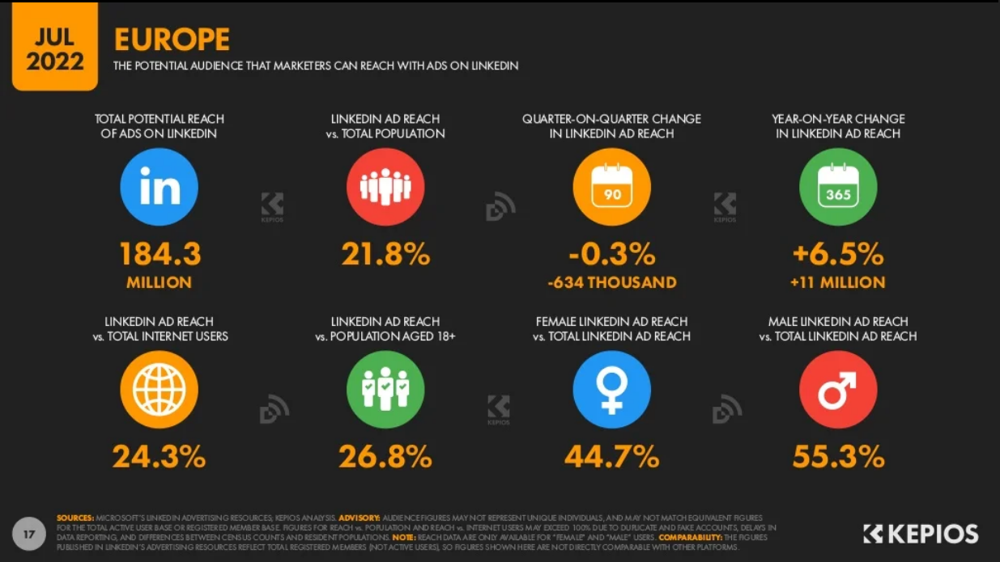 JUL
2022
EUROPE
THE POTENTIAL AUDIENCE THAT MARKETERS CAN REACH WITH ADS ON LINKEDIN
TOTAL POTENTIAL REACH
OF ADS ON LINKEDIN
in
184.3
MILLION
LINKEDIN AD REACH
vs. TOTAL POPULATION
21.8%
QUARTER-ON-QUARTER CHANGE
IN LINKEDIN AD REACH
90
-0.3%
-634 THOUSAND
YEAR-ON-YEAR CHANGE
IN LINKEDIN AD REACH
365
+6.5%
+11 MILLION
KEPIOS
KEPIOS
LINKEDIN AD REACH
vs. TOTAL INTERNET USERS
24.3%
LINKEDIN AD REACH
vs. POPULATION AGED 18+
26.8%
FEMALE LINKEDIN AD REACH
vs. TOTAL LINKEDIN AD REACH
44.7%
MALE LINKEDIN AD REACH
vs. TOTAL LINKEDIN AD REACH
55.3%
KEPIOS
17
SOURCES: MICROSOFT'S LINKEDIN ADVERTISING RESOURCES; KEPIOS ANALYSIS. ADVISORY: AUDIENCE FIGURES MAY NOT REPRESENT UNIQUE INDIVIDUALS, AND MAY NOT MATCH EQUIVALENT FIGURES
FOR THE TOTAL ACTIVE USER BASE OR REGISTERED MEMBER BASE. FIGURES FOR REACH vs. POPULATION AND REACH vs. INTERNET USERS MAY EXCEED 100% DUE TO DUPLICATE AND FAKE ACCOUNTS, DELAYS IN
DATA REPORTING, AND DIFFERENCES BETWEEN CENSUS COUNTS AND RESIDENT POPULATIONS. NOTE: REACH DATA ARE ONLY AVAILABLE FOR "FEMALE" AND "MALE" USERS. COMPARABILITY: THE FIGURES
PUBLISHED IN LINKEDIN'S ADVERTISING RESOURCES REFLECT TOTAL REGISTERED MEMBERS (NOT ACTIVE USERS), SO FIGURES SHOWN HERE ARE NOT DIRECTLY COMPARABLE WITH OTHER PLATFORMS.
KEPIOS